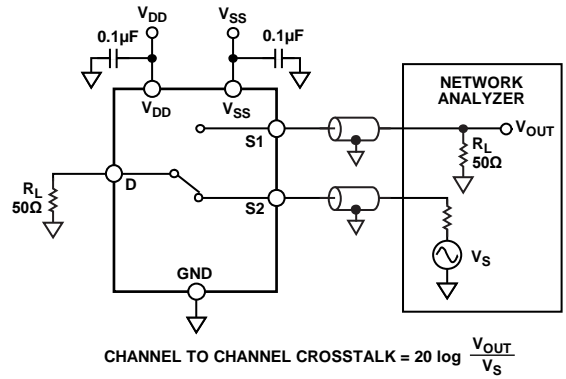 VDD
VSS
0.1µF
0.1µF
VDD
VSS
NETWORK
ANALYZER
S1
VOUT
RL
50Ω
RL
50Ω
D
S2
VS
GND
CHANNEL TO CHANNEL CROSSTALK = 20 log VOUT
VS